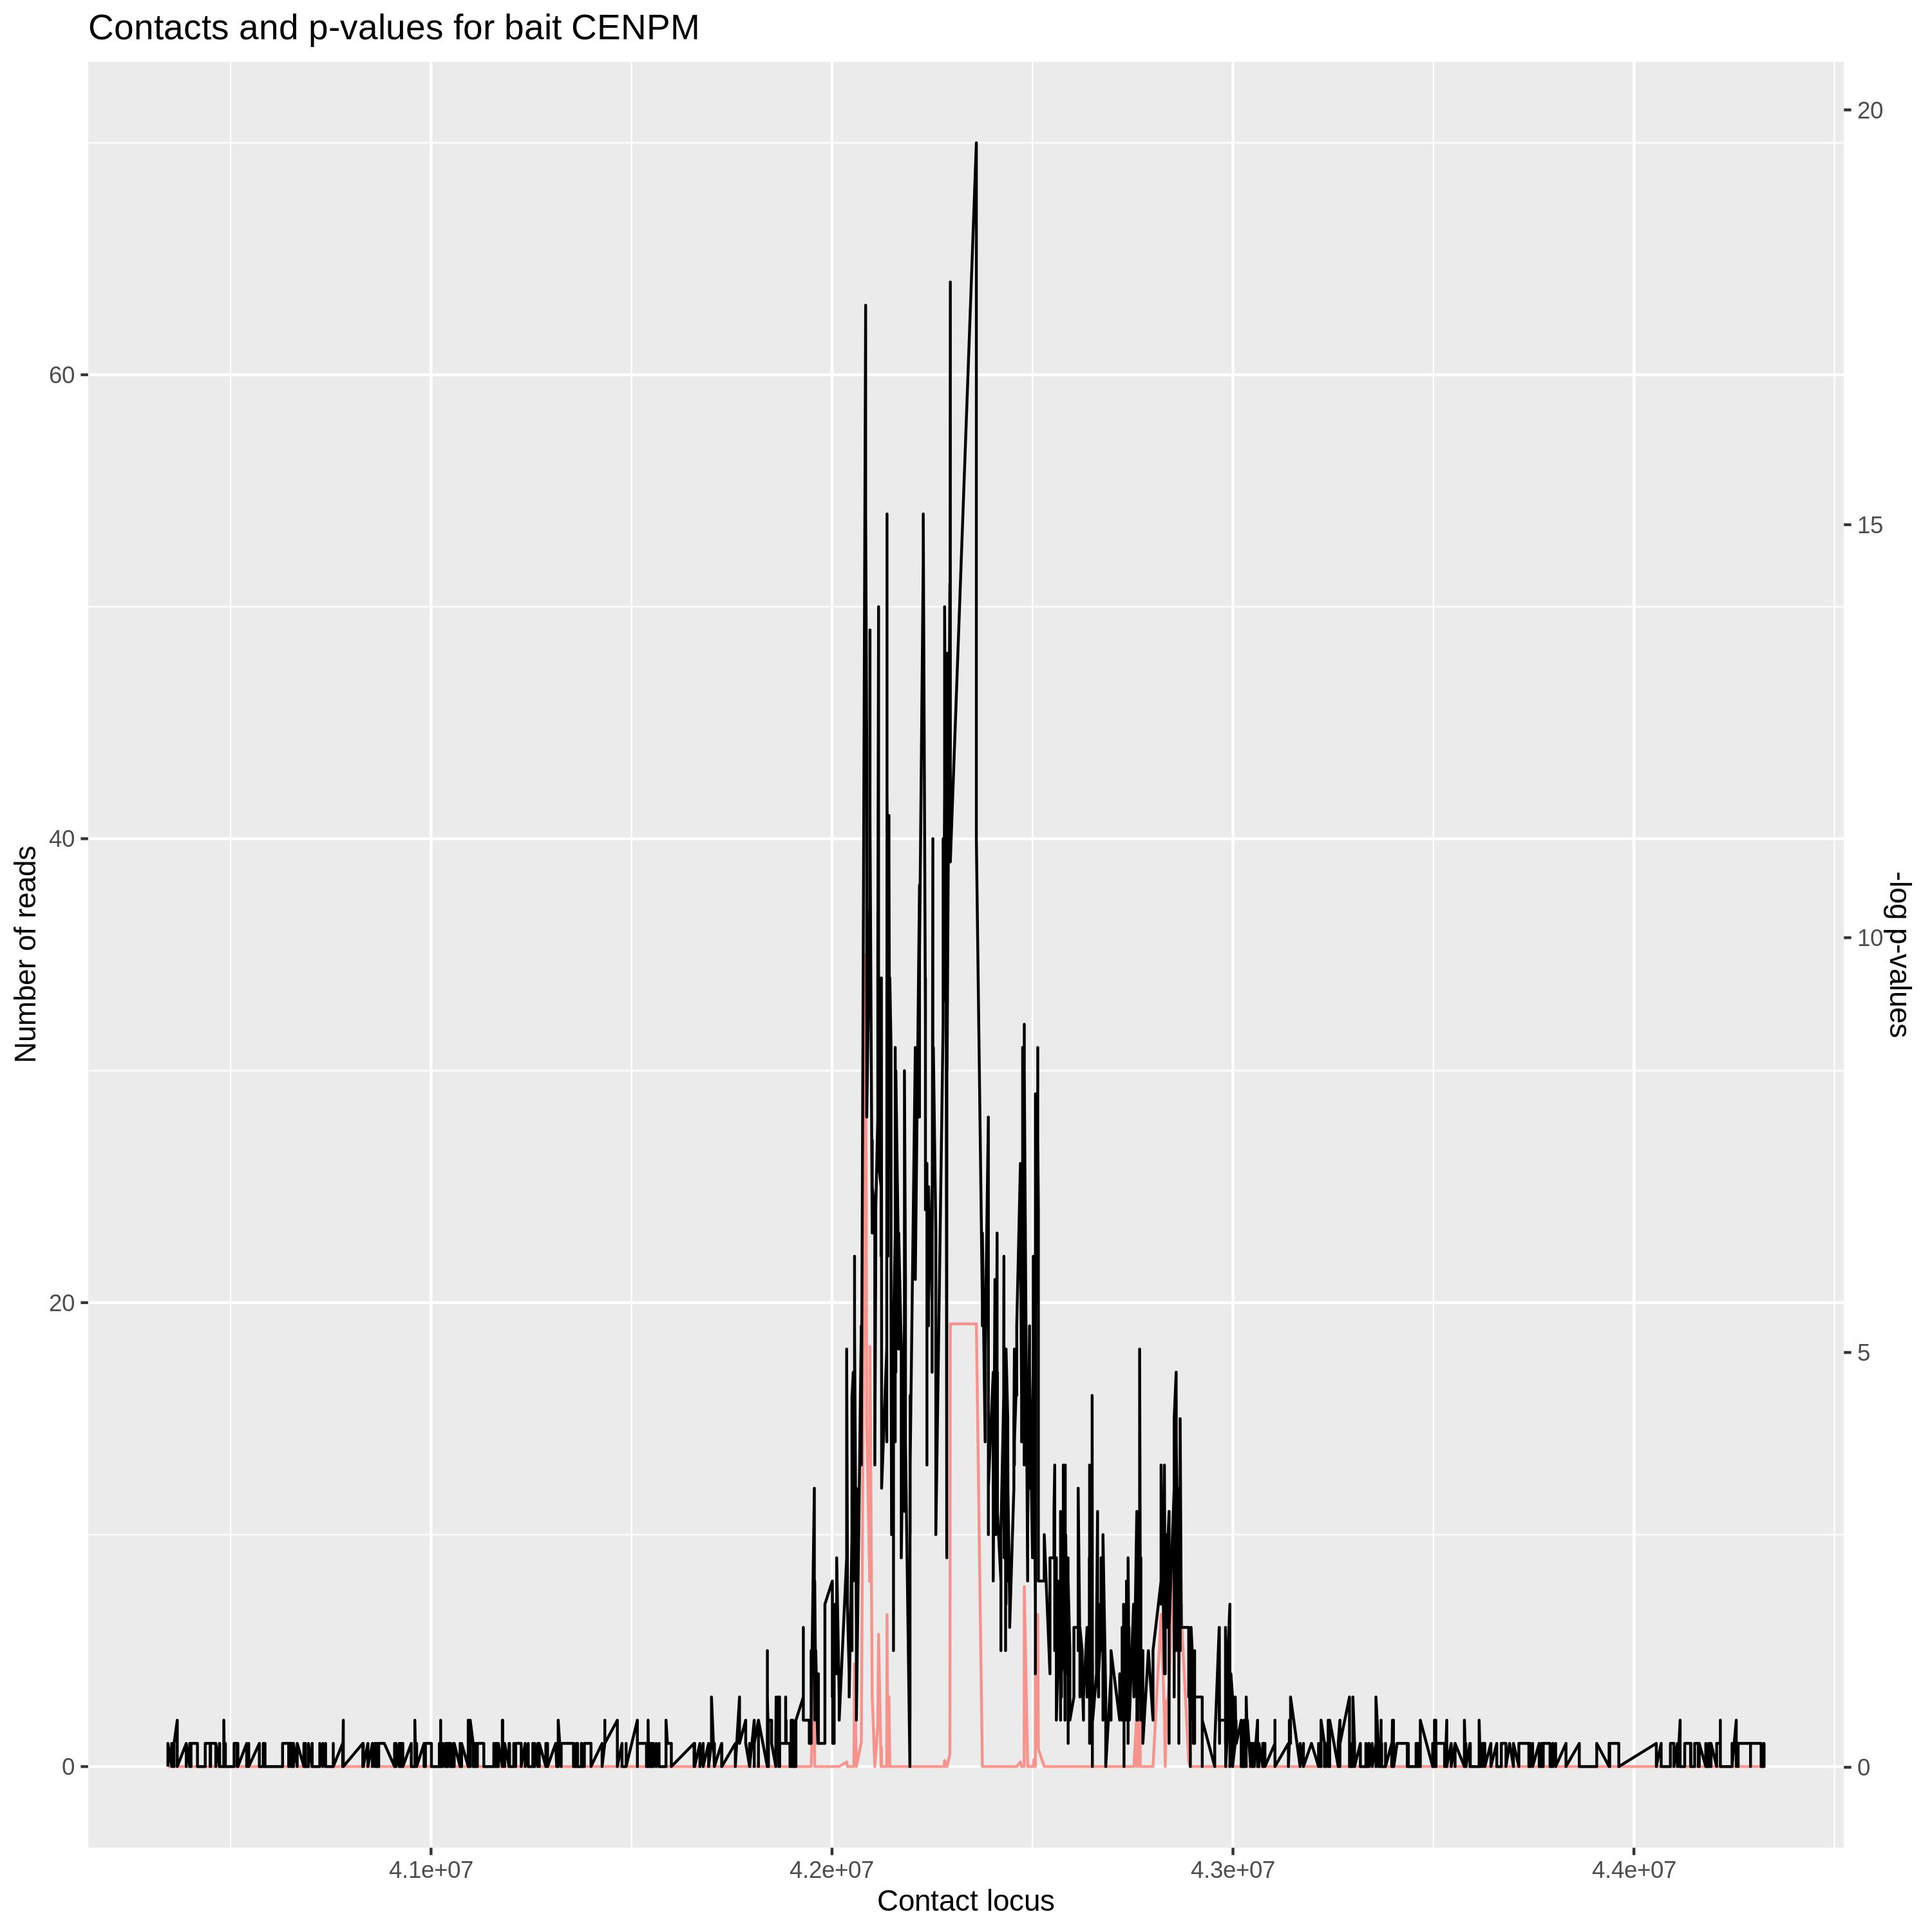 Contacts and p-values for bait CENPM
Number of reads
60
40
20
0
20
15
10
5
0
-log p-values
4.1e+07
4.2e+07
4.3e+07
4.4e+07
Contact locus